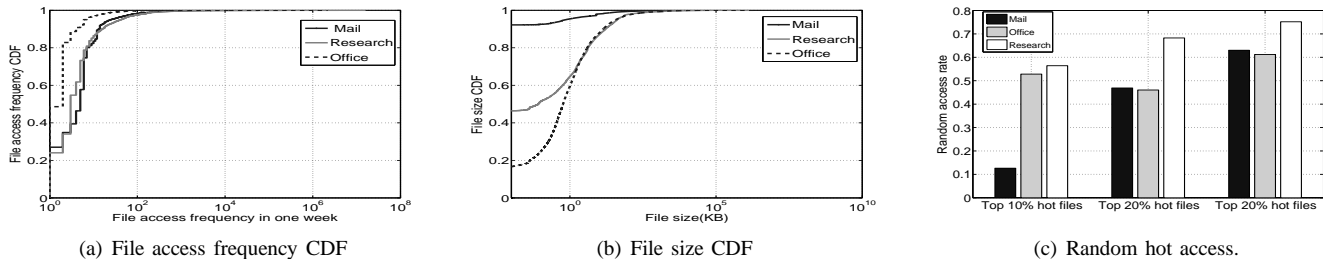 File access frequency CDF
1
0.8
0.6
0.4
0.2
0
10^0
10^2
10^4
10^6
10^8
File access frequency in one week
Mail
Research
Office
(a) File access frequency CDF
File size CDF
1
0.8
0.6
0.4
0.2
0
10^0
10^5
10^10
File size(KB)
Mail
Research
Office
(b) File size CDF
Random access rate
0.8
0.7
0.6
0.5
0.4
0.3
0.2
0.1
0
Mail
Office
Research
Top 10% hot files
Top 20% hot files
Top 20% hot files
(c) Random hot access.